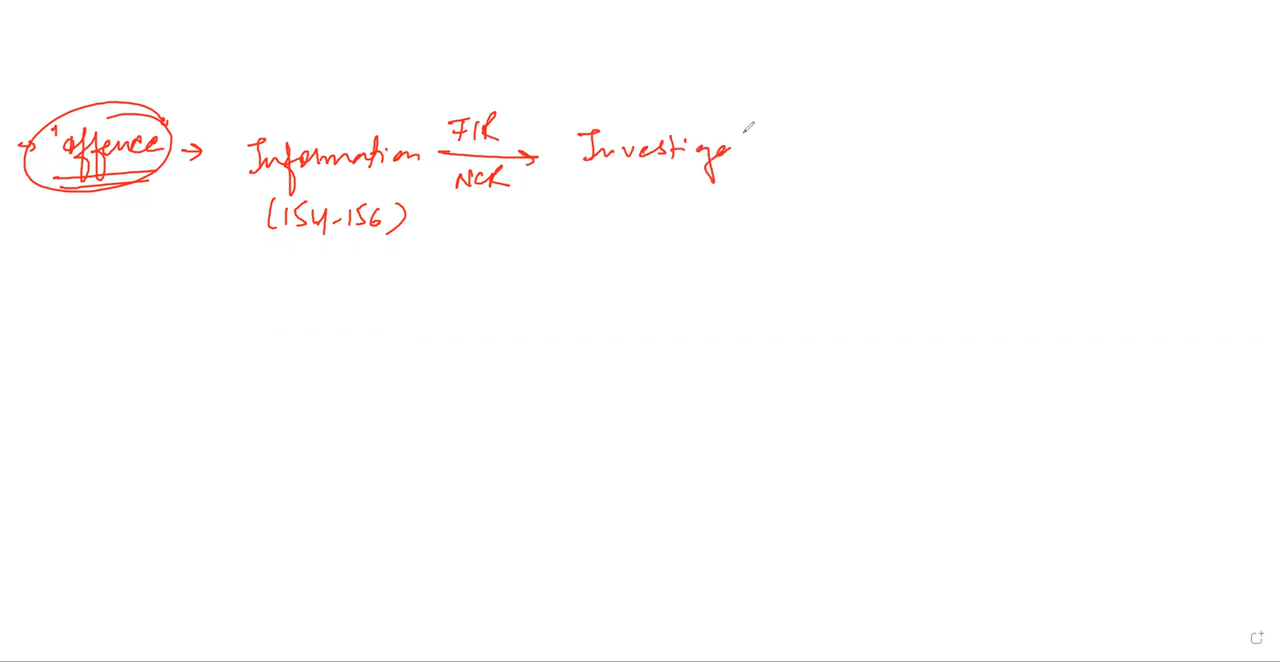 → "offence" → Information FIR Investiga
NCR
(154-156)